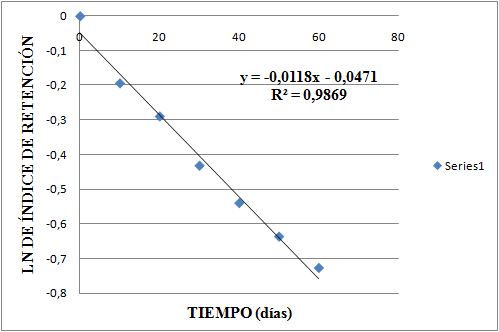 LN DE ÍNDICE DE RETENCIÓN
0
-0,1
-0,2
-0,3
-0,4
-0,5
-0,6
-0,7
-0,8
0 20 40 60 80
y = -0,0118x - 0,0471
R² = 0,9869
Series1
TIEMPO (días)